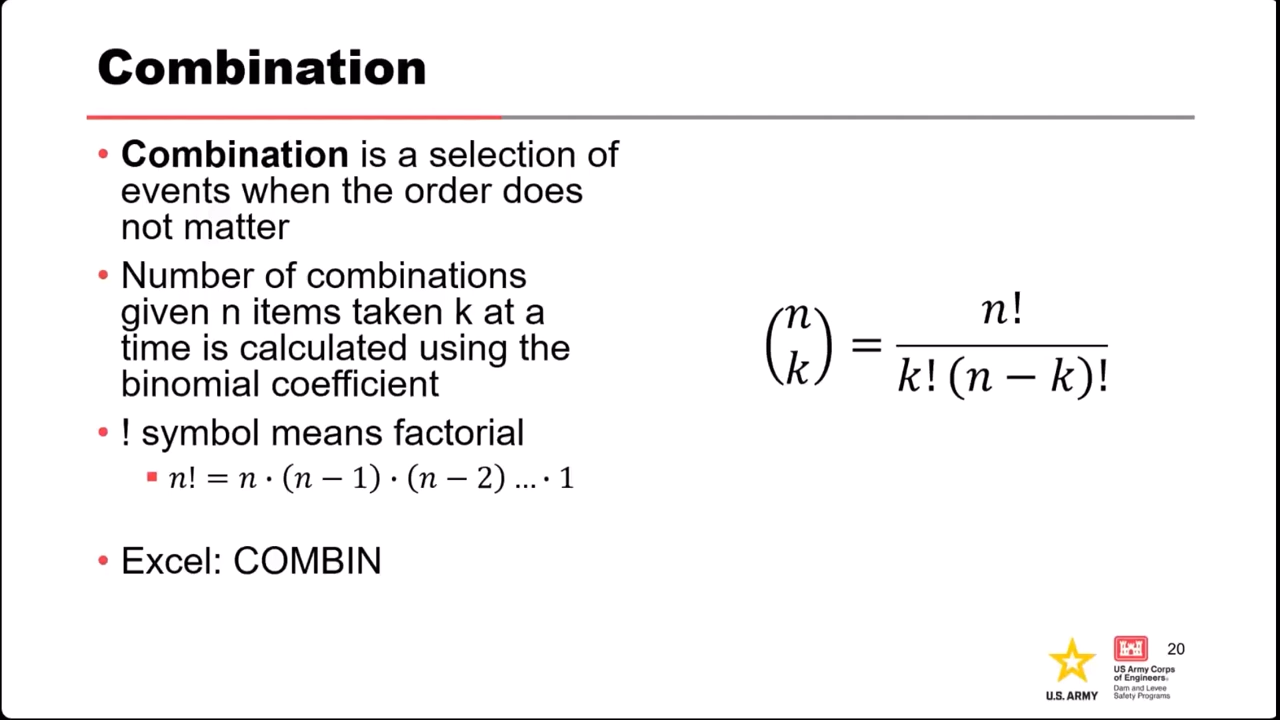 Combination
• Combination is a selection of
events when the order does
not matter
• Number of combinations
given n items taken k at a
time is calculated using the
binomial coefficient
• ! symbol means factorial
▪ n! = n · (n − 1) · (n − 2) … · 1
• Excel: COMBIN
(n k) = n! / k! (n − k)!
U.S. ARMY
US Army Corps
of Engineers®
Dam and Levee
Safety Programs
20